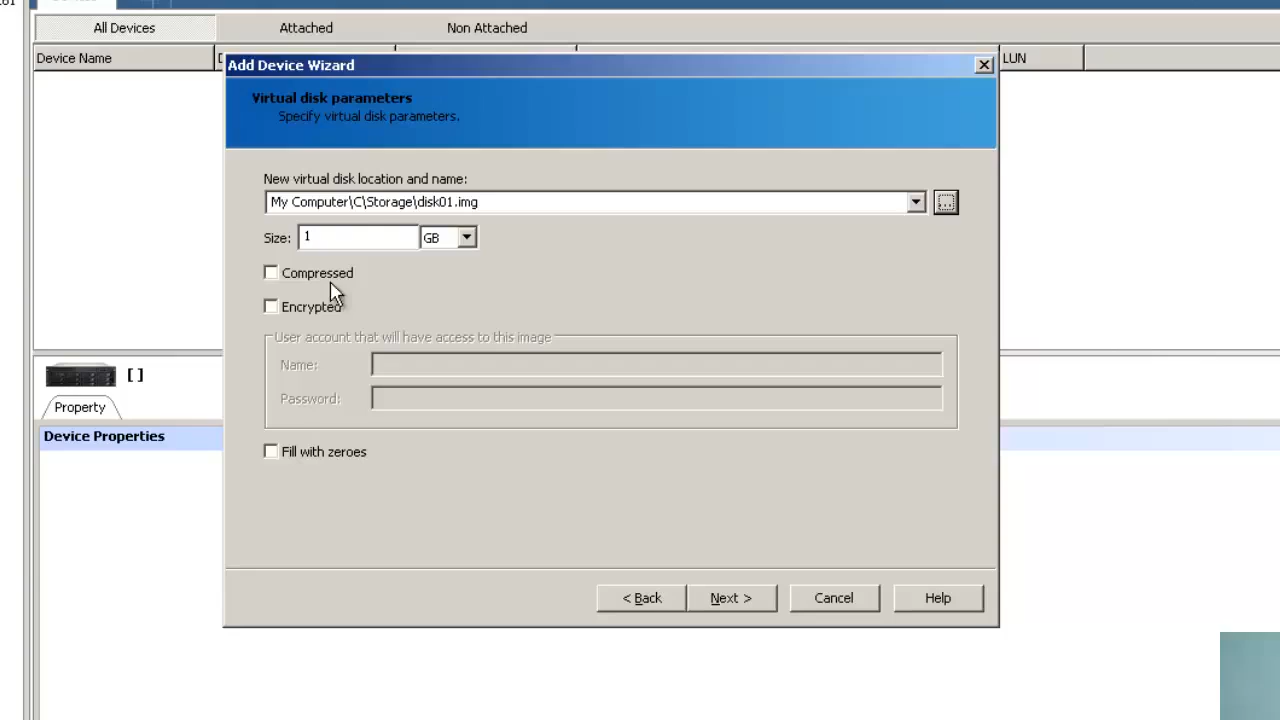 All Devices Attached Non Attached
Device Name LUN
Add Device Wizard
Virtual disk parameters
Specify virtual disk parameters.
New virtual disk location and name:
My Computer\C\Storage\disk01.img ...
Size: 1 GB
Compressed
Encrypted
User account that will have access to this image
Name:
Password:
Fill with zeroes
[ ]
Property
Device Properties
< Back Next > Cancel Help